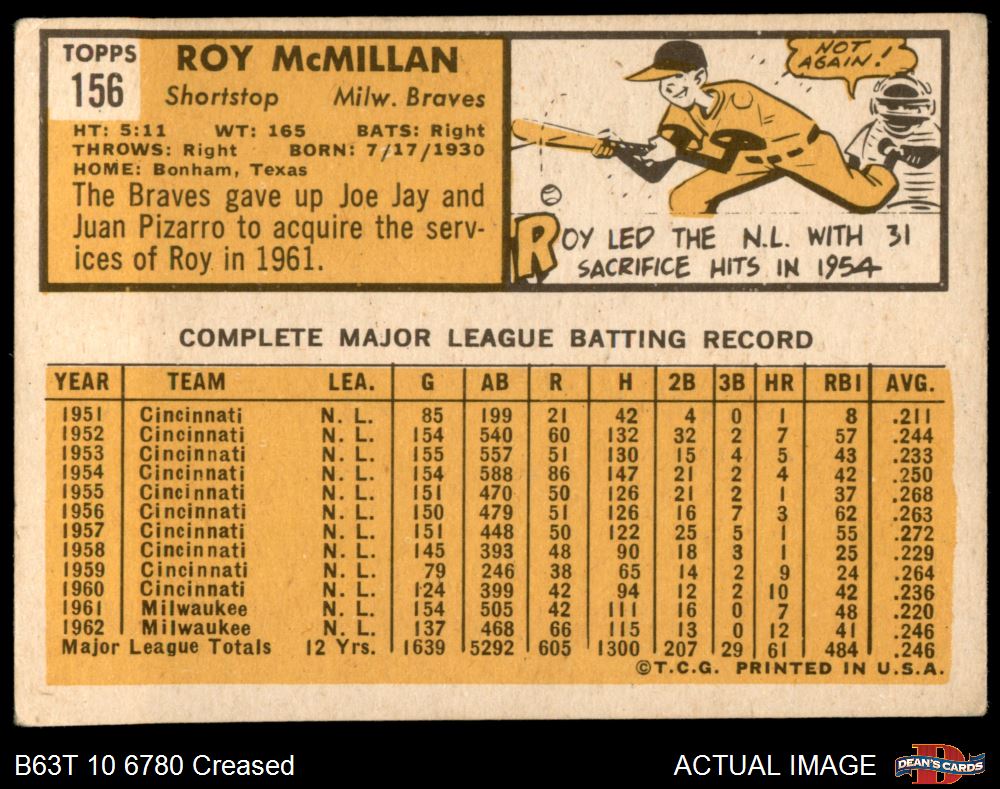 TOPPS
156
ROY McMILLAN
Shortstop Milw. Braves
HT: 5:11 WT: 165 BATS: Right
THROWS: Right BORN: 7/17/1930
HOME: Bonham, Texas
The Braves gave up Joe Jay and
Juan Pizarro to acquire the serv-
ices of Roy in 1961.
NOT
AGAIN!
ROY LED THE N.L. WITH 31
SACRIFICE HITS IN 1954
COMPLETE MAJOR LEAGUE BATTING RECORD
YEAR TEAM LEA. G AB R H 2B 3B HR RBI AVG.
1951 Cincinnati N. L. 85 199 21 42 4 0 1 8 .211
1952 Cincinnati N. L. 154 540 60 132 32 2 7 57 .244
1953 Cincinnati N. L. 155 557 51 130 15 4 5 43 .233
1954 Cincinnati N. L. 154 588 86 147 21 2 4 42 .250
1955 Cincinnati N. L. 151 470 50 126 21 2 1 37 .268
1956 Cincinnati N. L. 150 479 51 126 16 7 3 62 .263
1957 Cincinnati N. L. 151 448 50 122 25 5 1 55 .272
1958 Cincinnati N. L. 145 393 48 90 18 3 1 25 .229
1959 Cincinnati N. L. 79 246 38 65 14 2 9 24 .264
1960 Cincinnati N. L. 124 399 42 94 12 2 10 42 .236
1961 Milwaukee N. L. 154 505 42 111 16 0 7 48 .220
1962 Milwaukee N. L. 137 468 66 115 13 0 12 41 .246
Major League Totals 12 Yrs. 1639 5292 605 1300 207 29 61 484 .246
©T.C.G. PRINTED IN U.S.A.
B63T 10 6780 Creased
ACTUAL IMAGE
D
DEAN'S CARDS